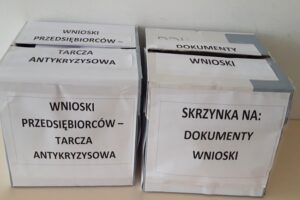 WNIOSKI
PRZEDSIĘBIORCÓW –
TARCZA
ANTYKRYZYSOWA
WNIOSKI
PRZEDSIĘBIORCÓW –
TARCZA
ANTYKRYZYSOWA
DOKUMENTY
WNIOSKI
SKRZYNKA NA:
DOKUMENTY
WNIOSKI